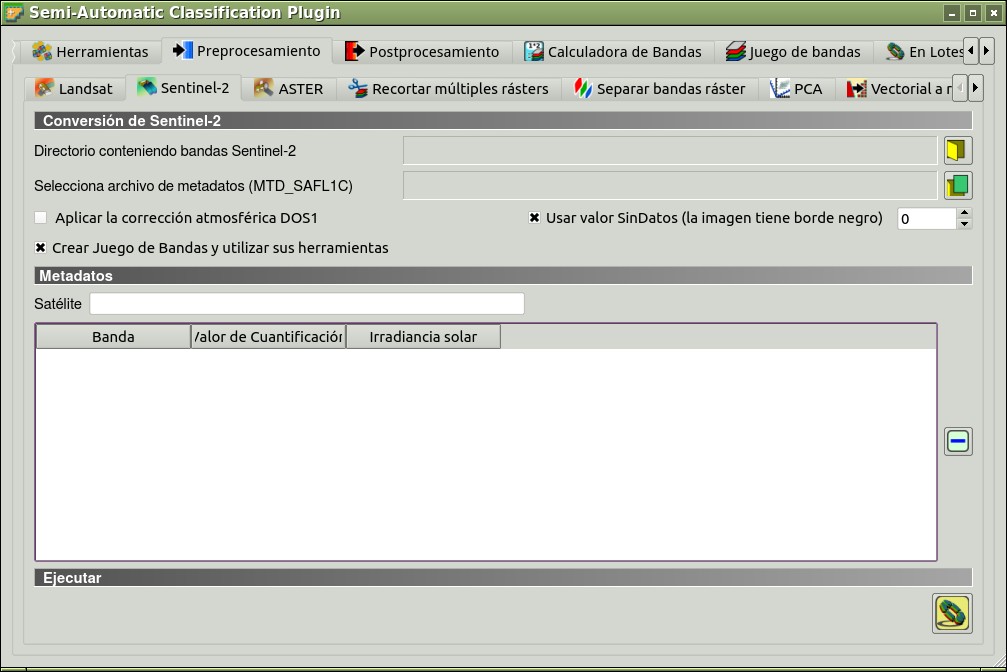 Semi-Automatic Classification Plugin
Herramientas Preprocesamiento Postprocesamiento Calculadora de Bandas Juego de bandas En Lotes
Landsat Sentinel-2 ASTER Recortar múltiples rásters Separar bandas ráster PCA Vectorial a r
Conversión de Sentinel-2
Directorio conteniendo bandas Sentinel-2
Selecciona archivo de metadatos (MTD_SAFL1C)
Aplicar la corrección atmosférica DOS1 Usar valor SinDatos (la imagen tiene borde negro) 0
Crear Juego de Bandas y utilizar sus herramientas
Metadatos
Satélite
Banda Valor de Cuantificación Irradiancia solar
Ejecutar